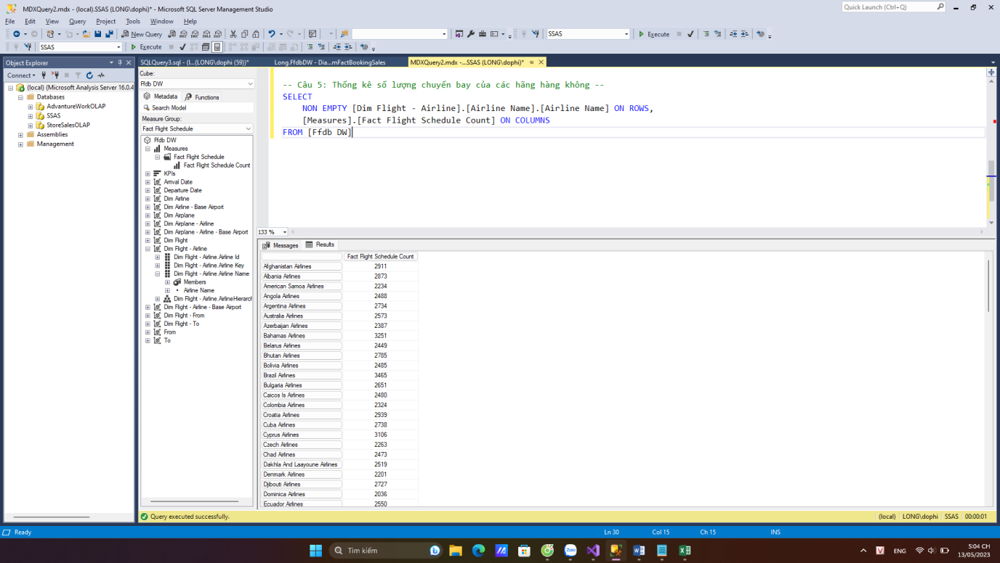 MDXQuery2.mdx - (local).SSAS (LONG\dophi)* - Microsoft SQL Server Management Studio
Quick Launch (Ctrl+Q)
File Edit View Query Project Tools Window Help
New Query SSAS Execute
SSAS Execute
Object Explorer
Connect
(local) (Microsoft Analysis Server 16.0.4
Databases
AdvantureWorkOLAP
SSAS
StoreSalesOLAP
Assemblies
Management
SQLQuery3.sql - (l...(LONG\dophi (59))* Long.FfdbDW - Dia...mFactBookingSales MDXQuery2.mdx -...SSAS (LONG\dophi)*
Cube:
Ffdb DW
Metadata Functions
Search Model
Measure Group:
Fact Flight Schedule
Ffdb DW
Measures
Fact Flight Schedule
Fact Flight Schedule Count
KPIs
Arrival Date
Departure Date
Dim Airline
Dim Airline - Base Airport
Dim Airplane
Dim Airplane - Airline
Dim Airplane - Airline - Base Airport
Dim Flight
Dim Flight - Airline
Dim Flight - Airline.Airline Id
Dim Flight - Airline.Airline Key
Dim Flight - Airline.Airline Name
Members
Airline Name
Dim Flight - Airline.AirlineHierarch
Dim Flight - Airline - Base Airport
Dim Flight - From
Dim Flight - To
From
To
-- Câu 5: Thống kê số lượng chuyến bay của các hãng hàng không --
SELECT
NON EMPTY [Dim Flight - Airline].[Airline Name].[Airline Name] ON ROWS,
[Measures].[Fact Flight Schedule Count] ON COLUMNS
FROM [Ffdb DW]
133 %
Messages Results
Fact Flight Schedule Count
Afghanistan Airlines 2911
Albania Airlines 2873
American Samoa Airlines 2234
Angola Airlines 2488
Argentina Airlines 2734
Australia Airlines 2573
Azerbaijan Airlines 2387
Bahamas Airlines 3251
Belarus Airlines 2449
Bhutan Airlines 2785
Bolivia Airlines 2485
Brazil Airlines 3465
Bulgaria Airlines 2651
Caicos Is Airlines 2480
Colombia Airlines 2324
Croatia Airlines 2939
Cuba Airlines 2738
Cyprus Airlines 3106
Czech Airlines 2263
Chad Airlines 2473
Dakhla And Laayoune Airlines 2519
Denmark Airlines 2201
Djibouti Airlines 2727
Dominica Airlines 2036
Ecuador Airlines 2550
Query executed successfully. (local) LONG\dophi SSAS 00:00:01
Ready Ln 30 Col 15 Ch 15 INS
Tìm kiếm
Zalo
V ENG
5:04 CH
13/05/2023